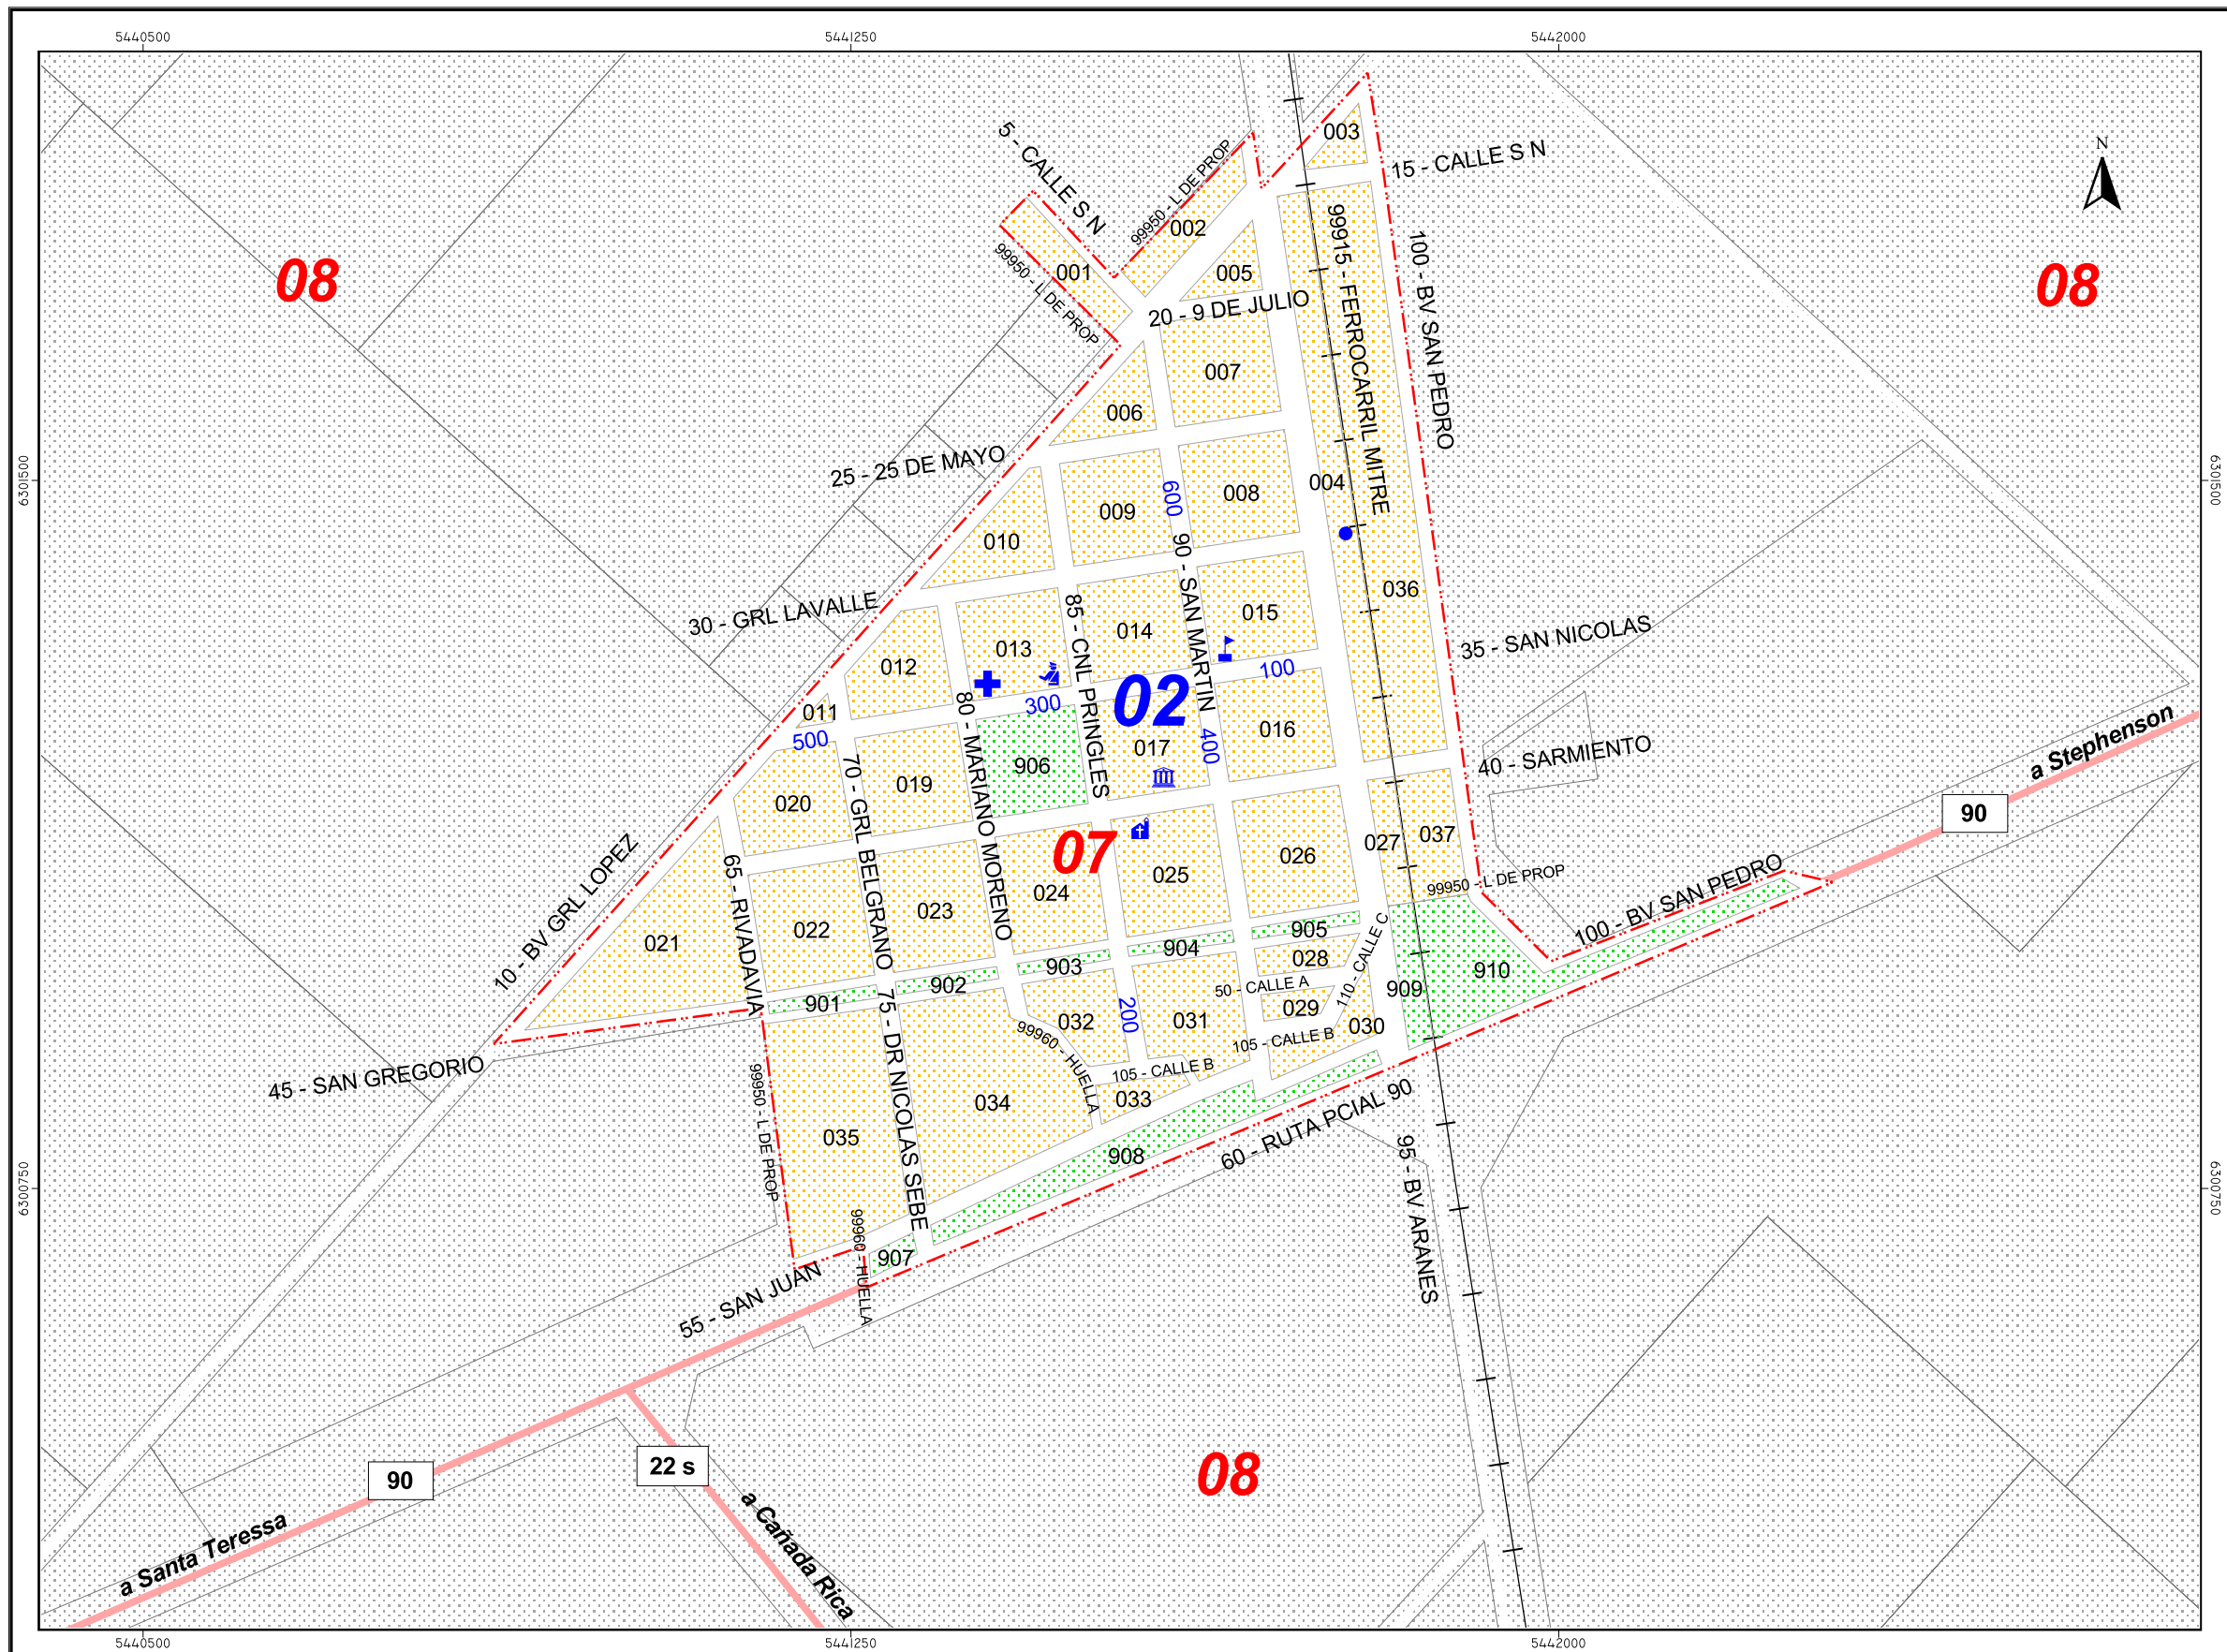 5440500
5441250
5442000
N
003
15 - CALLE S N
5 - CALLE S N
99950 - L DE PROP
002
001
99950 - L DE PROP
005
20 - 9 DE JULIO
99915 - FERROCARRIL MITRE
100 - BV SAN PEDRO
08
08
007
006
25 - 25 DE MAYO
6301500
6301500
004
008
600
009
010
90 - SAN MARTIN
036
30 - GRL LAVALLE
85 - CNL PRINGLES
013
014
015
012
35 - SAN NICOLAS
100
02
300
011
500
80 - MARIANO MORENO
016
017
400
40 - SARMIENTO
a Stephenson
90
906
019
020
70 - GRL BELGRANO
07
027
037
026
025
024
65 - RIVADAVIA
10 - BV GRL LOPEZ
99950 - L DE PROP
100 - BV SAN PEDRO
023
022
021
905
904
903
902
901
028
110 - CALLE C
910
909
50 - CALLE A
029
030
105 - CALLE B
031
032
200
99960 - HUELLA
75 - DR NICOLAS SEBE
45 - SAN GREGORIO
99950 - L DE PROP
105 - CALLE B
033
034
035
908
60 - RUTA PCIAL 90
95 - BV ARANES
6300750
6300750
99960 - HUELLA
907
55 - SAN JUAN
90
22 s
08
a Santa Teressa
a Cañada Rica
5440500
5441250
5442000